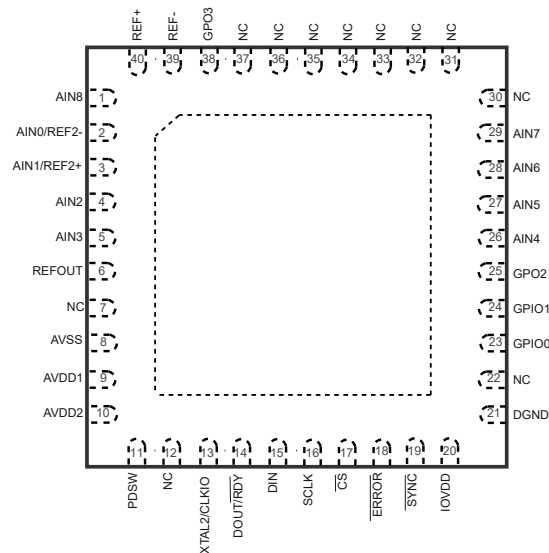 REF+
REF-
GPO3
NC
NC
NC
NC
NC
NC
NC
40
39
38
37
36
35
34
33
32
31
AIN8
1
AIN0/REF2-
2
AIN1/REF2+
3
AIN2
4
AIN3
5
REFOUT
6
NC
7
AVSS
8
AVDD1
9
AVDD2
10
30
NC
29
AIN7
28
AIN6
27
AIN5
26
AIN4
25
GPO2
24
GPIO1
23
GPIO0
22
NC
21
DGND
11
12
13
14
15
16
17
18
19
20
PDSW
NC
XTAL2/CLKIO
DOUT/RDY
DIN
SCLK
CS
ERROR
SYNC
IOVDD